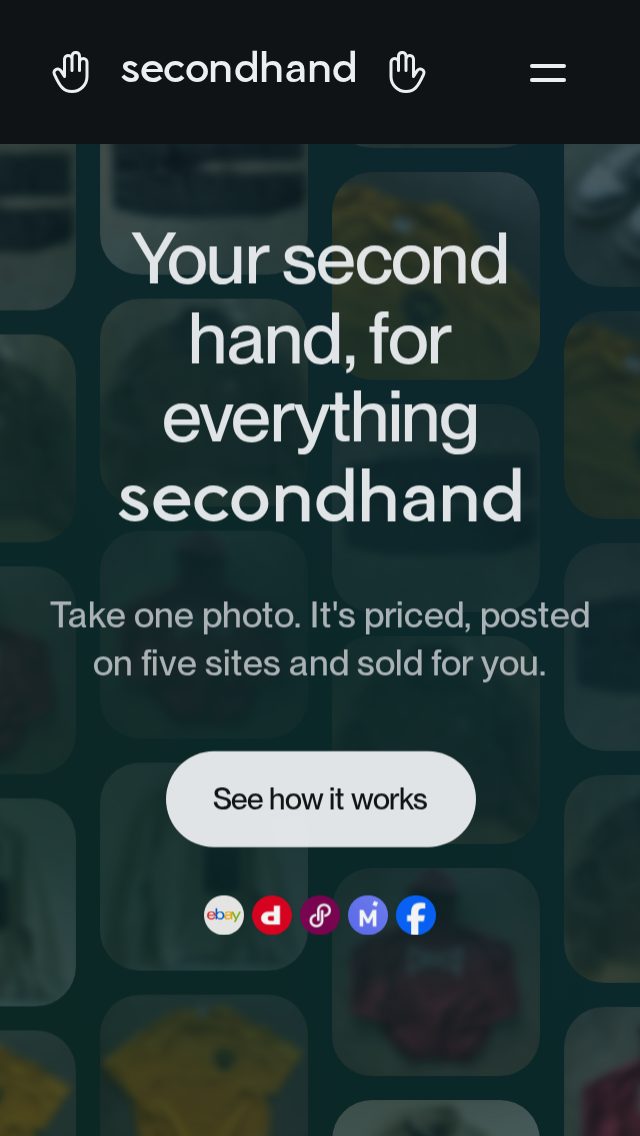 secondhand
Your second
hand, for
everything
secondhand
Take one photo. It's priced, posted
on five sites and sold for you.
See how it works
ebay